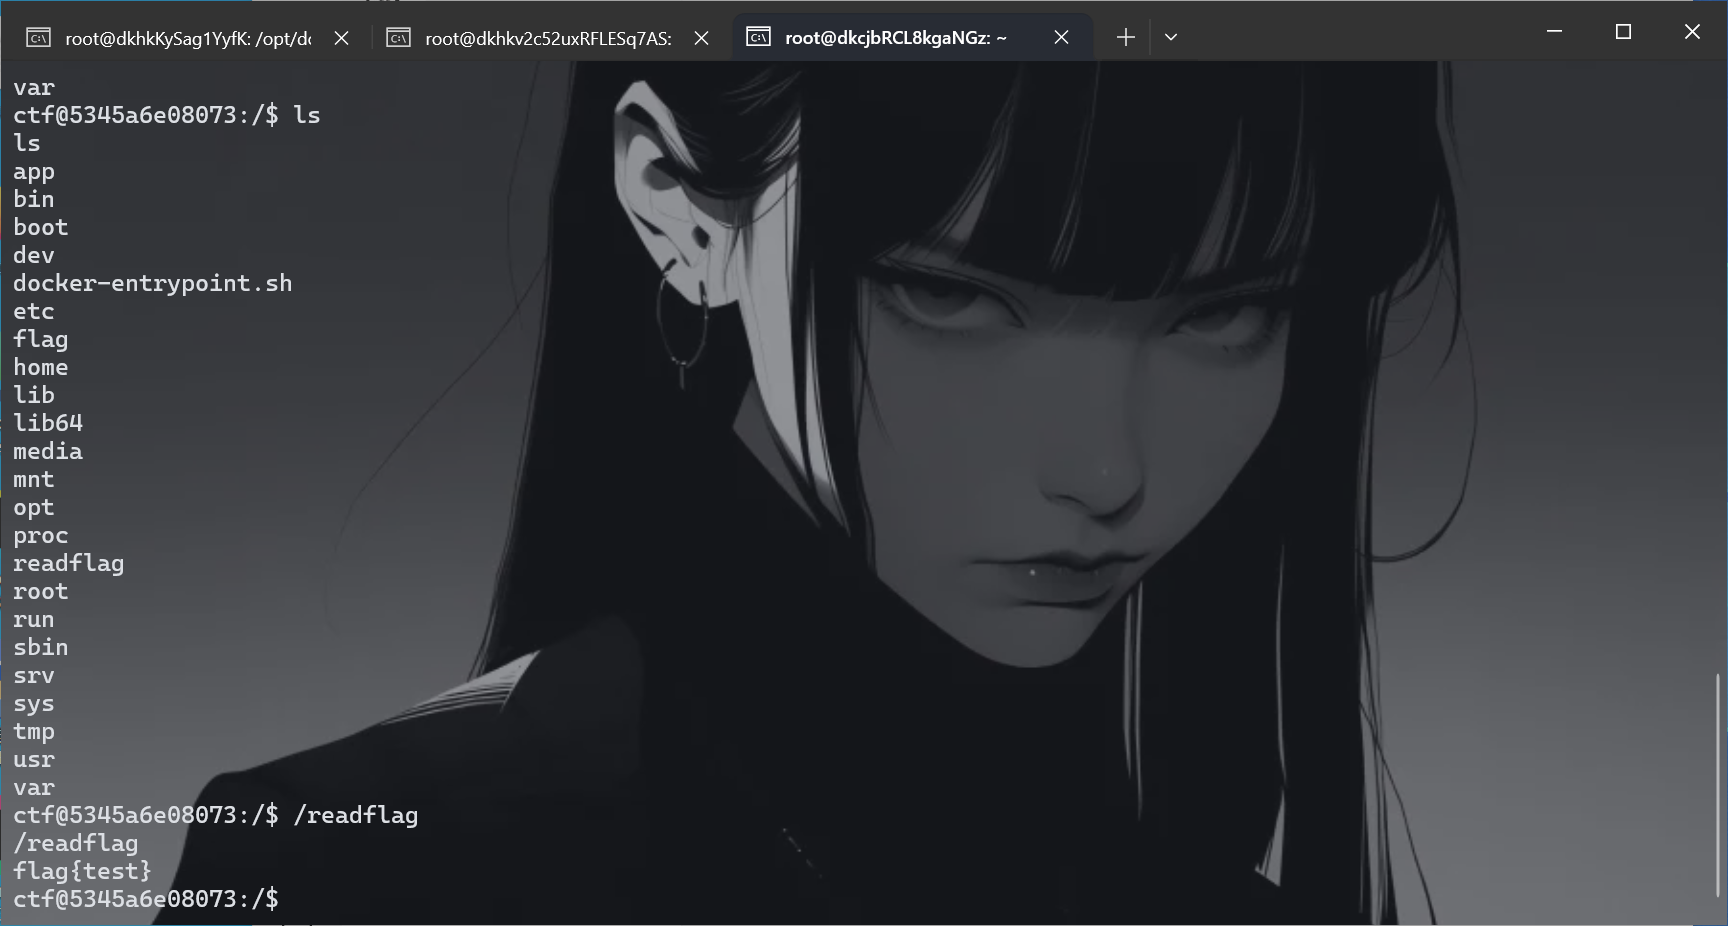 root@dkhkKySag1YyfK: /opt/dc
root@dkhkv2c52uxRFLESq7AS:
root@dkcjbRCL8kgaNGz: ~
var
ctf@5345a6e08073:/$ ls
ls
app
bin
boot
dev
docker-entrypoint.sh
etc
flag
home
lib
lib64
media
mnt
opt
proc
readflag
root
run
sbin
srv
sys
tmp
usr
var
ctf@5345a6e08073:/$ /readflag
/readflag
flag{test}
ctf@5345a6e08073:/$